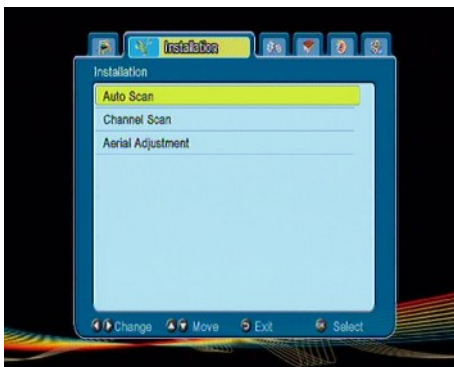 Installation
Installation
Auto Scan
Channel Scan
Aerial Adjustment
Change Move Exit Select